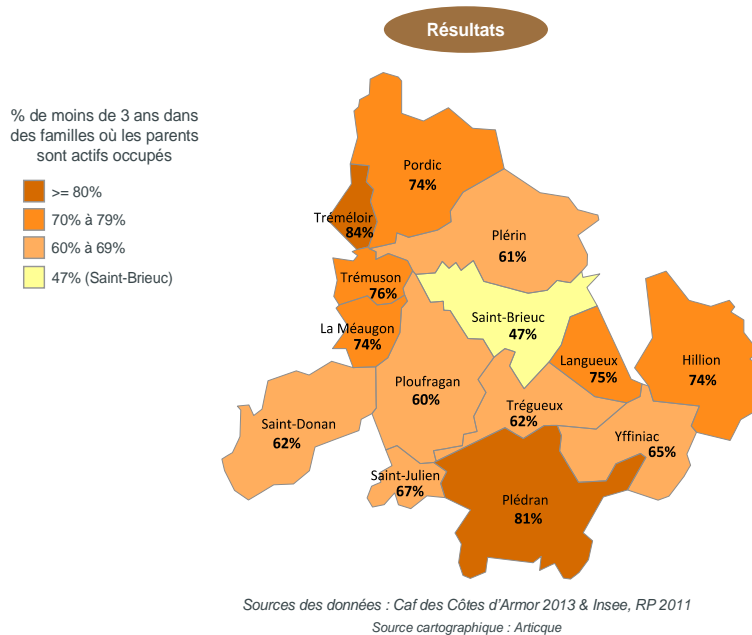 Résultats
% de moins de 3 ans dans
des familles où les parents
sont actifs occupés
>= 80%
70% à 79%
60% à 69%
47% (Saint-Brieuc)
Pordic
74%
Tréméloir
84%
Plérin
61%
Trémuson
76%
Saint-Brieuc
47%
La Méaugon
74%
Langueux
75%
Hillion
74%
Ploufragan
60%
Trégueux
62%
Saint-Donan
62%
Yffiniac
65%
Saint-Julien
67%
Plédran
81%
Sources des données : Caf des Côtes d'Armor 2013 & Insee, RP 2011
Source cartographique : Articque